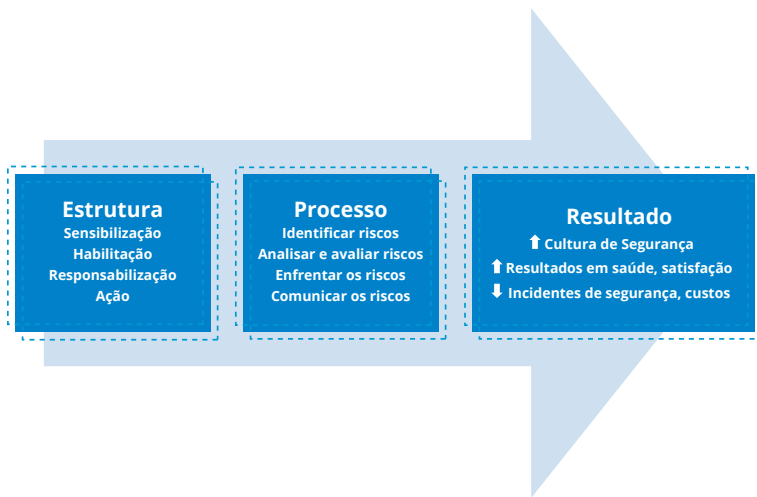 Estrutura
Sensibilização
Habilitação
Responsabilização
Ação
Processo
Identificar riscos
Analisar e avaliar riscos
Enfrentar os riscos
Comunicar os riscos
Resultado
⬆ Cultura de Segurança
⬆ Resultados em saúde, satisfação
⬇ Incidentes de segurança, custos